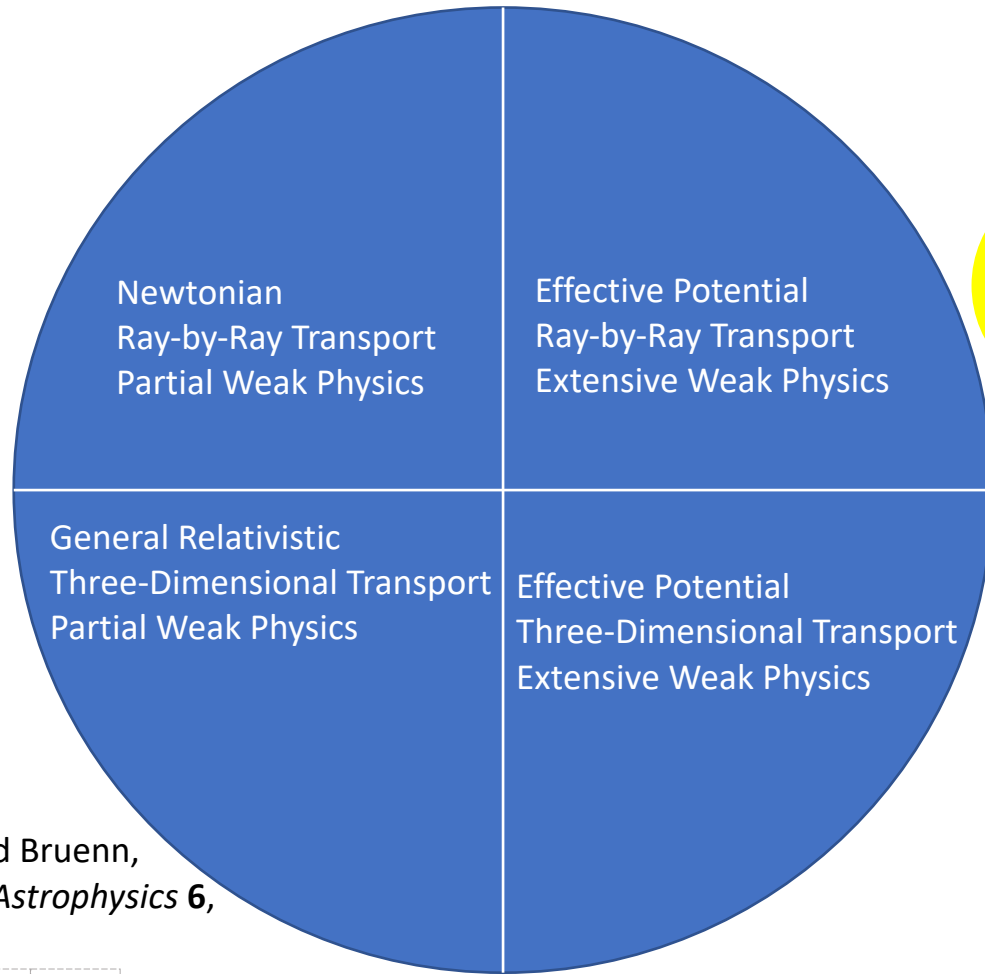 Newtonian
Ray-by-Ray Transport
Partial Weak Physics
Effective Potential
Ray-by-Ray Transport
Extensive Weak Physics
General Relativistic
Three-Dimensional Transport
Partial Weak Physics
Effective Potential
Three-Dimensional Transport
Extensive Weak Physics
d Bruenn,
Astrophysics 6,